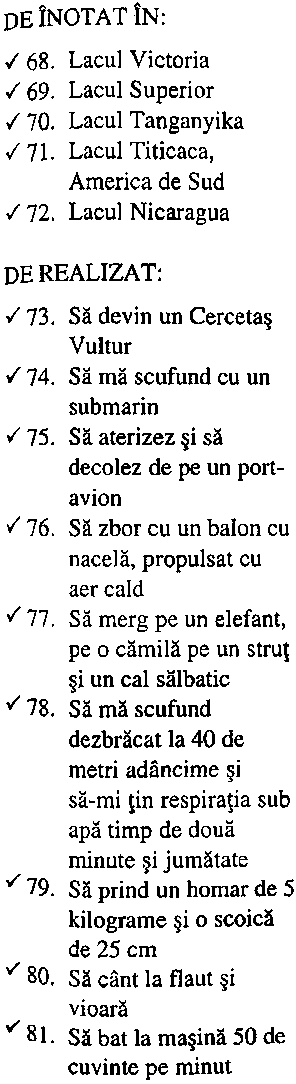 DE ÎNOTAT ÎN:
✓ 68. Lacul Victoria
✓ 69. Lacul Superior
✓ 70. Lacul Tanganyika
✓ 71. Lacul Titicaca,
America de Sud
✓ 72. Lacul Nicaragua
DE REALIZAT:
✓ 73. Să devin un Cercetaş
Vultur
✓ 74. Să mă scufund cu un
submarin
✓ 75. Să aterizez şi să
decolez de pe un port-
avion
✓ 76. Să zbor cu un balon cu
nacelă, propulsat cu
aer cald
✓ 77. Să merg pe un elefant,
pe o cămilă pe un struţ
şi un cal sălbatic
✓ 78. Să mă scufund
dezbrăcat la 40 de
metri adâncime şi
să-mi ţin respiraţia sub
apă timp de două
minute şi jumătate
✓ 79. Să prind un homar de 5
kilograme şi o scoică
de 25 cm
✓ 80. Să cânt la flaut şi
vioară
✓ 81. Să bat la maşină 50 de
cuvinte pe minut